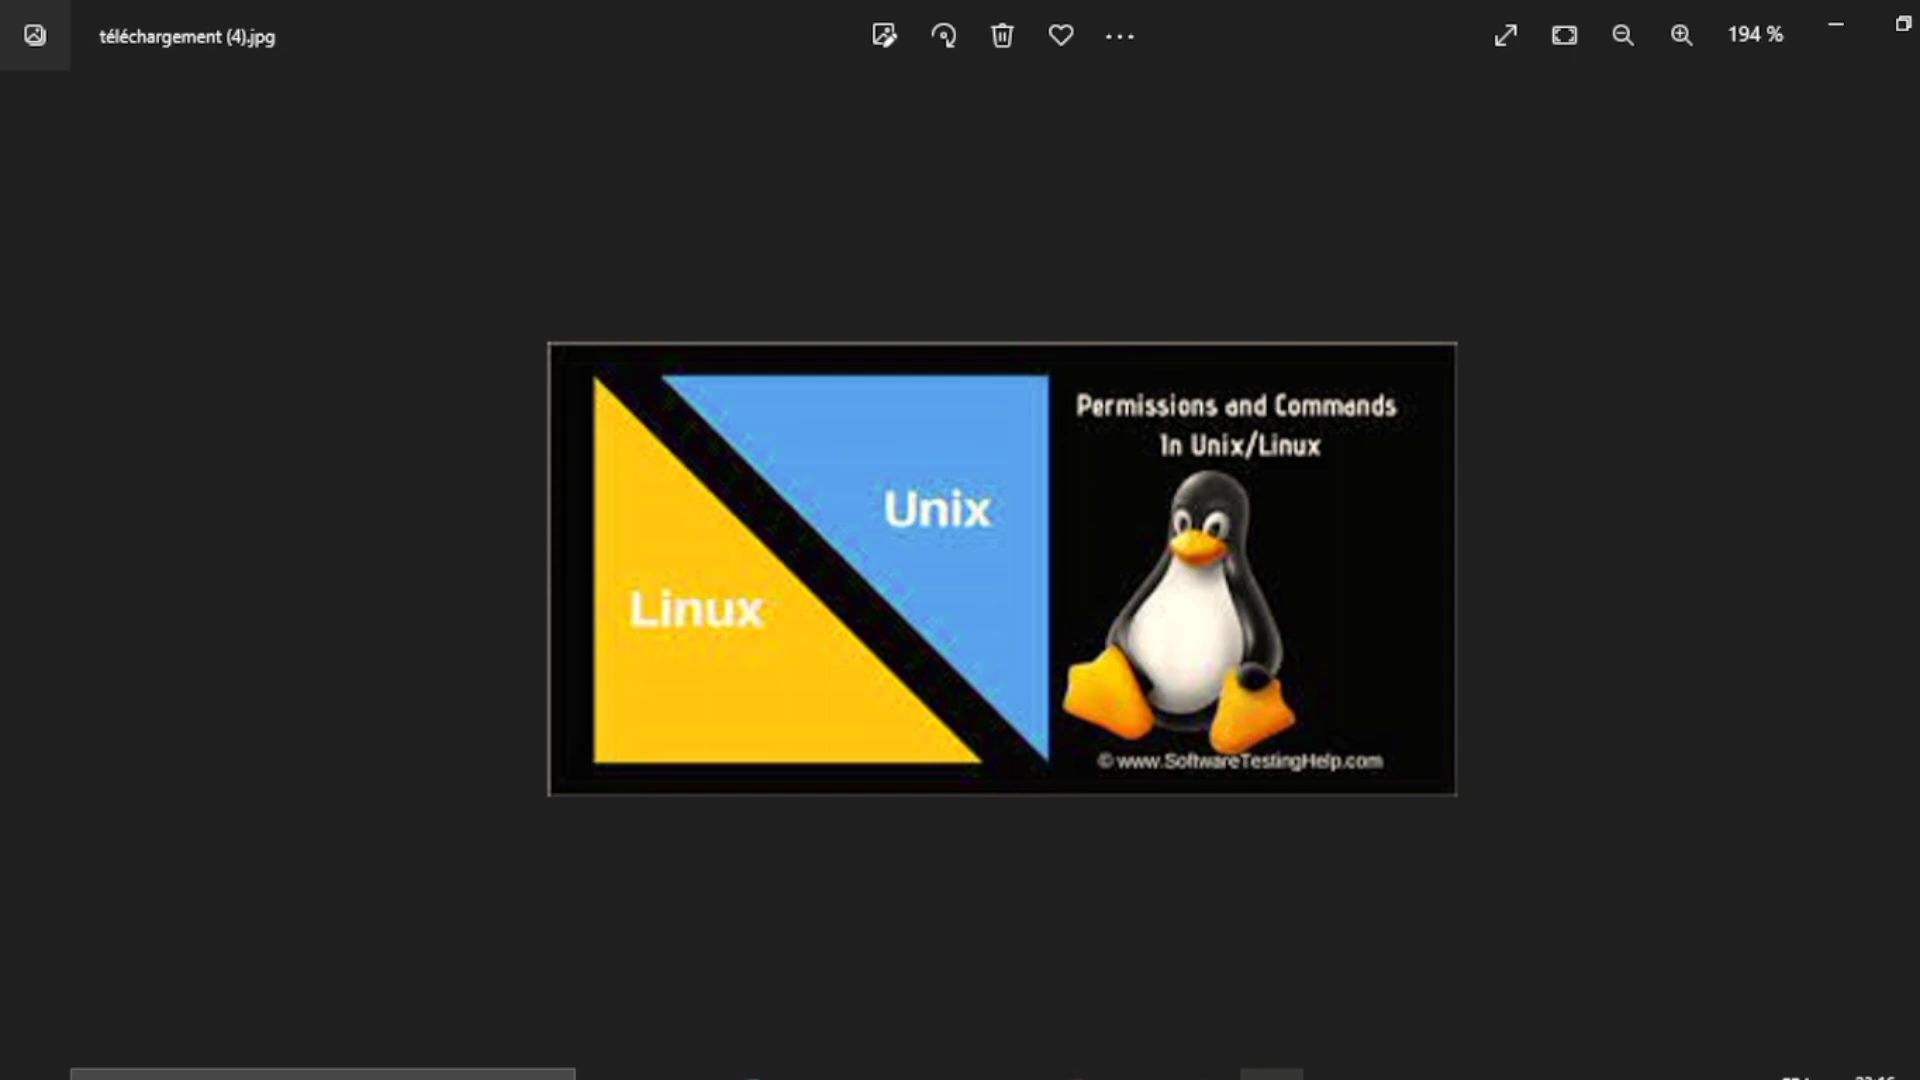 téléchargement (4).jpg
194 %
Permissions and Commands
In Unix/Linux
Unix
Linux
© www.SoftwareTestingHelp.com